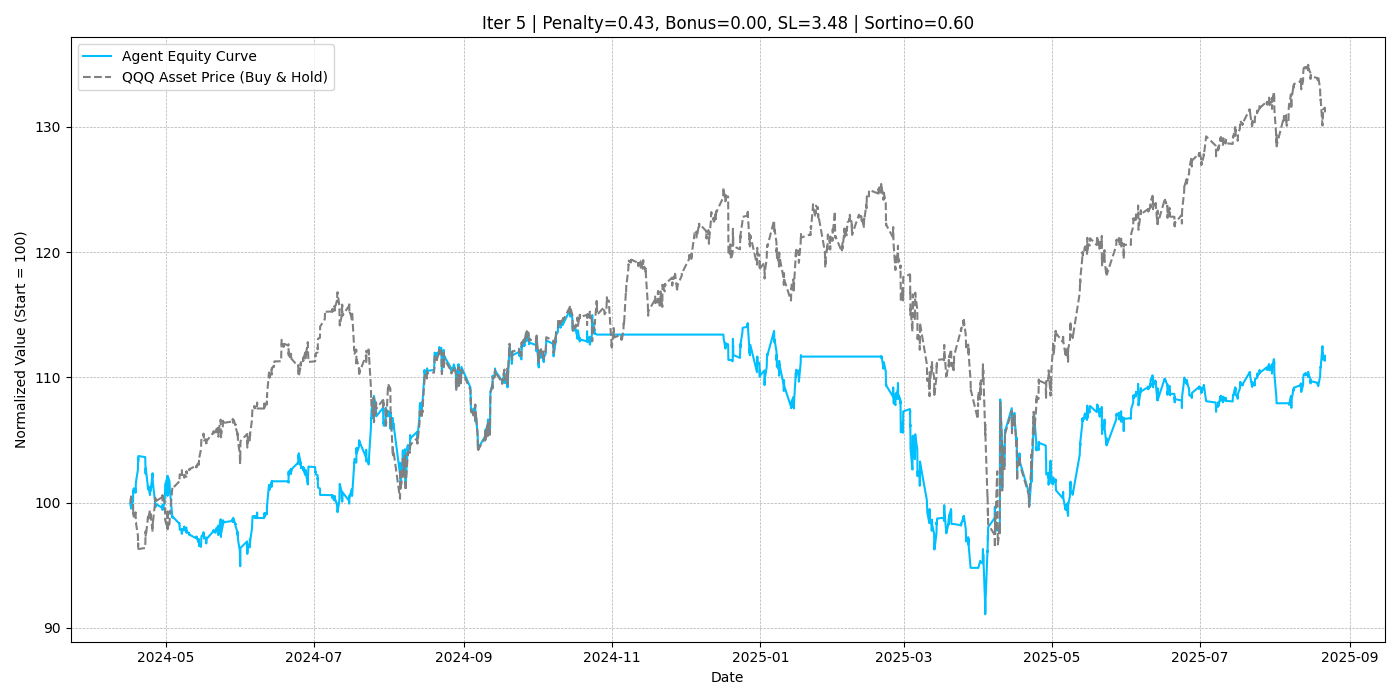 Iter 5 | Penalty=0.43, Bonus=0.00, SL=3.48 | Sortino=0.60
Agent Equity Curve
QQQ Asset Price (Buy & Hold)
Normalized Value (Start = 100)
130
120
110
100
90
2024-05
2024-07
2024-09
2024-11
2025-01
2025-03
2025-05
2025-07
2025-09
Date